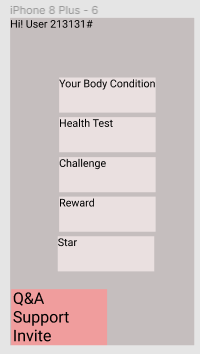 iPhone 8 Plus - 6
Hi! User 213131#
Your Body Condition
Health Test
Challenge
Reward
Star
Q&A
Support
Invite